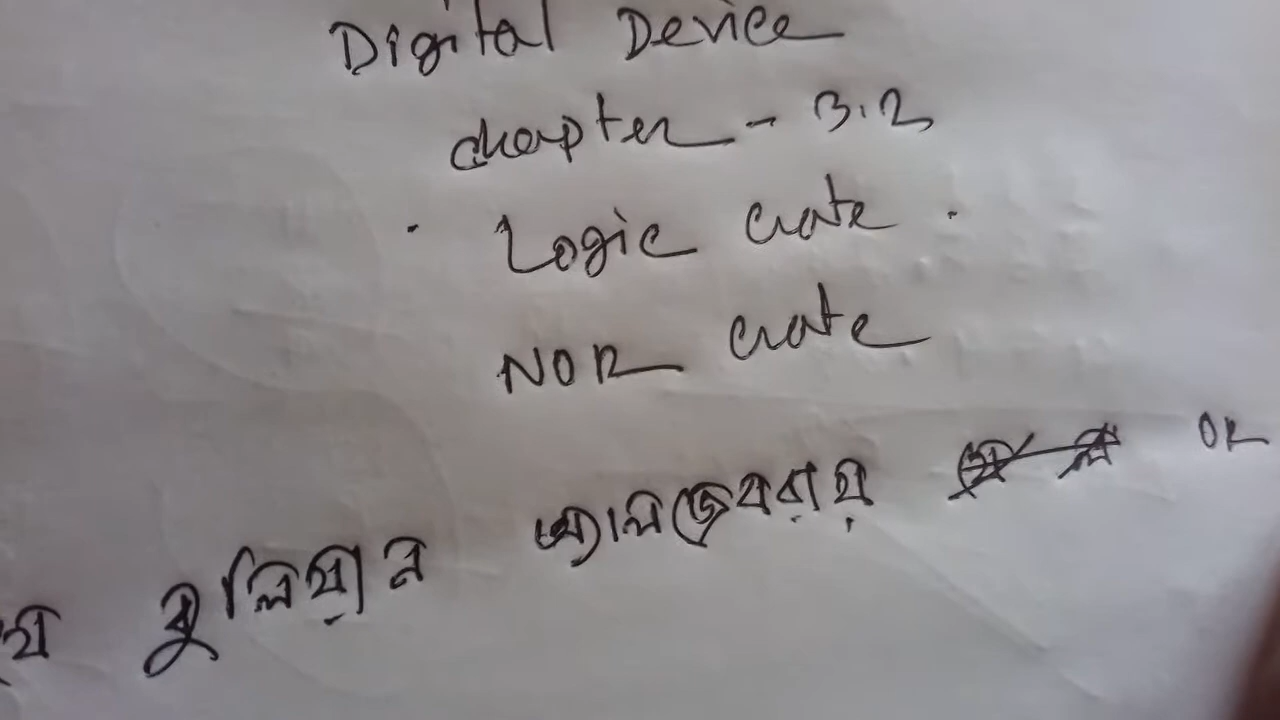 Digital Device
chapter - 3.2
Logic Gate
NOR Gate
যে বুলিয়ান অ্যালজেবরায় OR